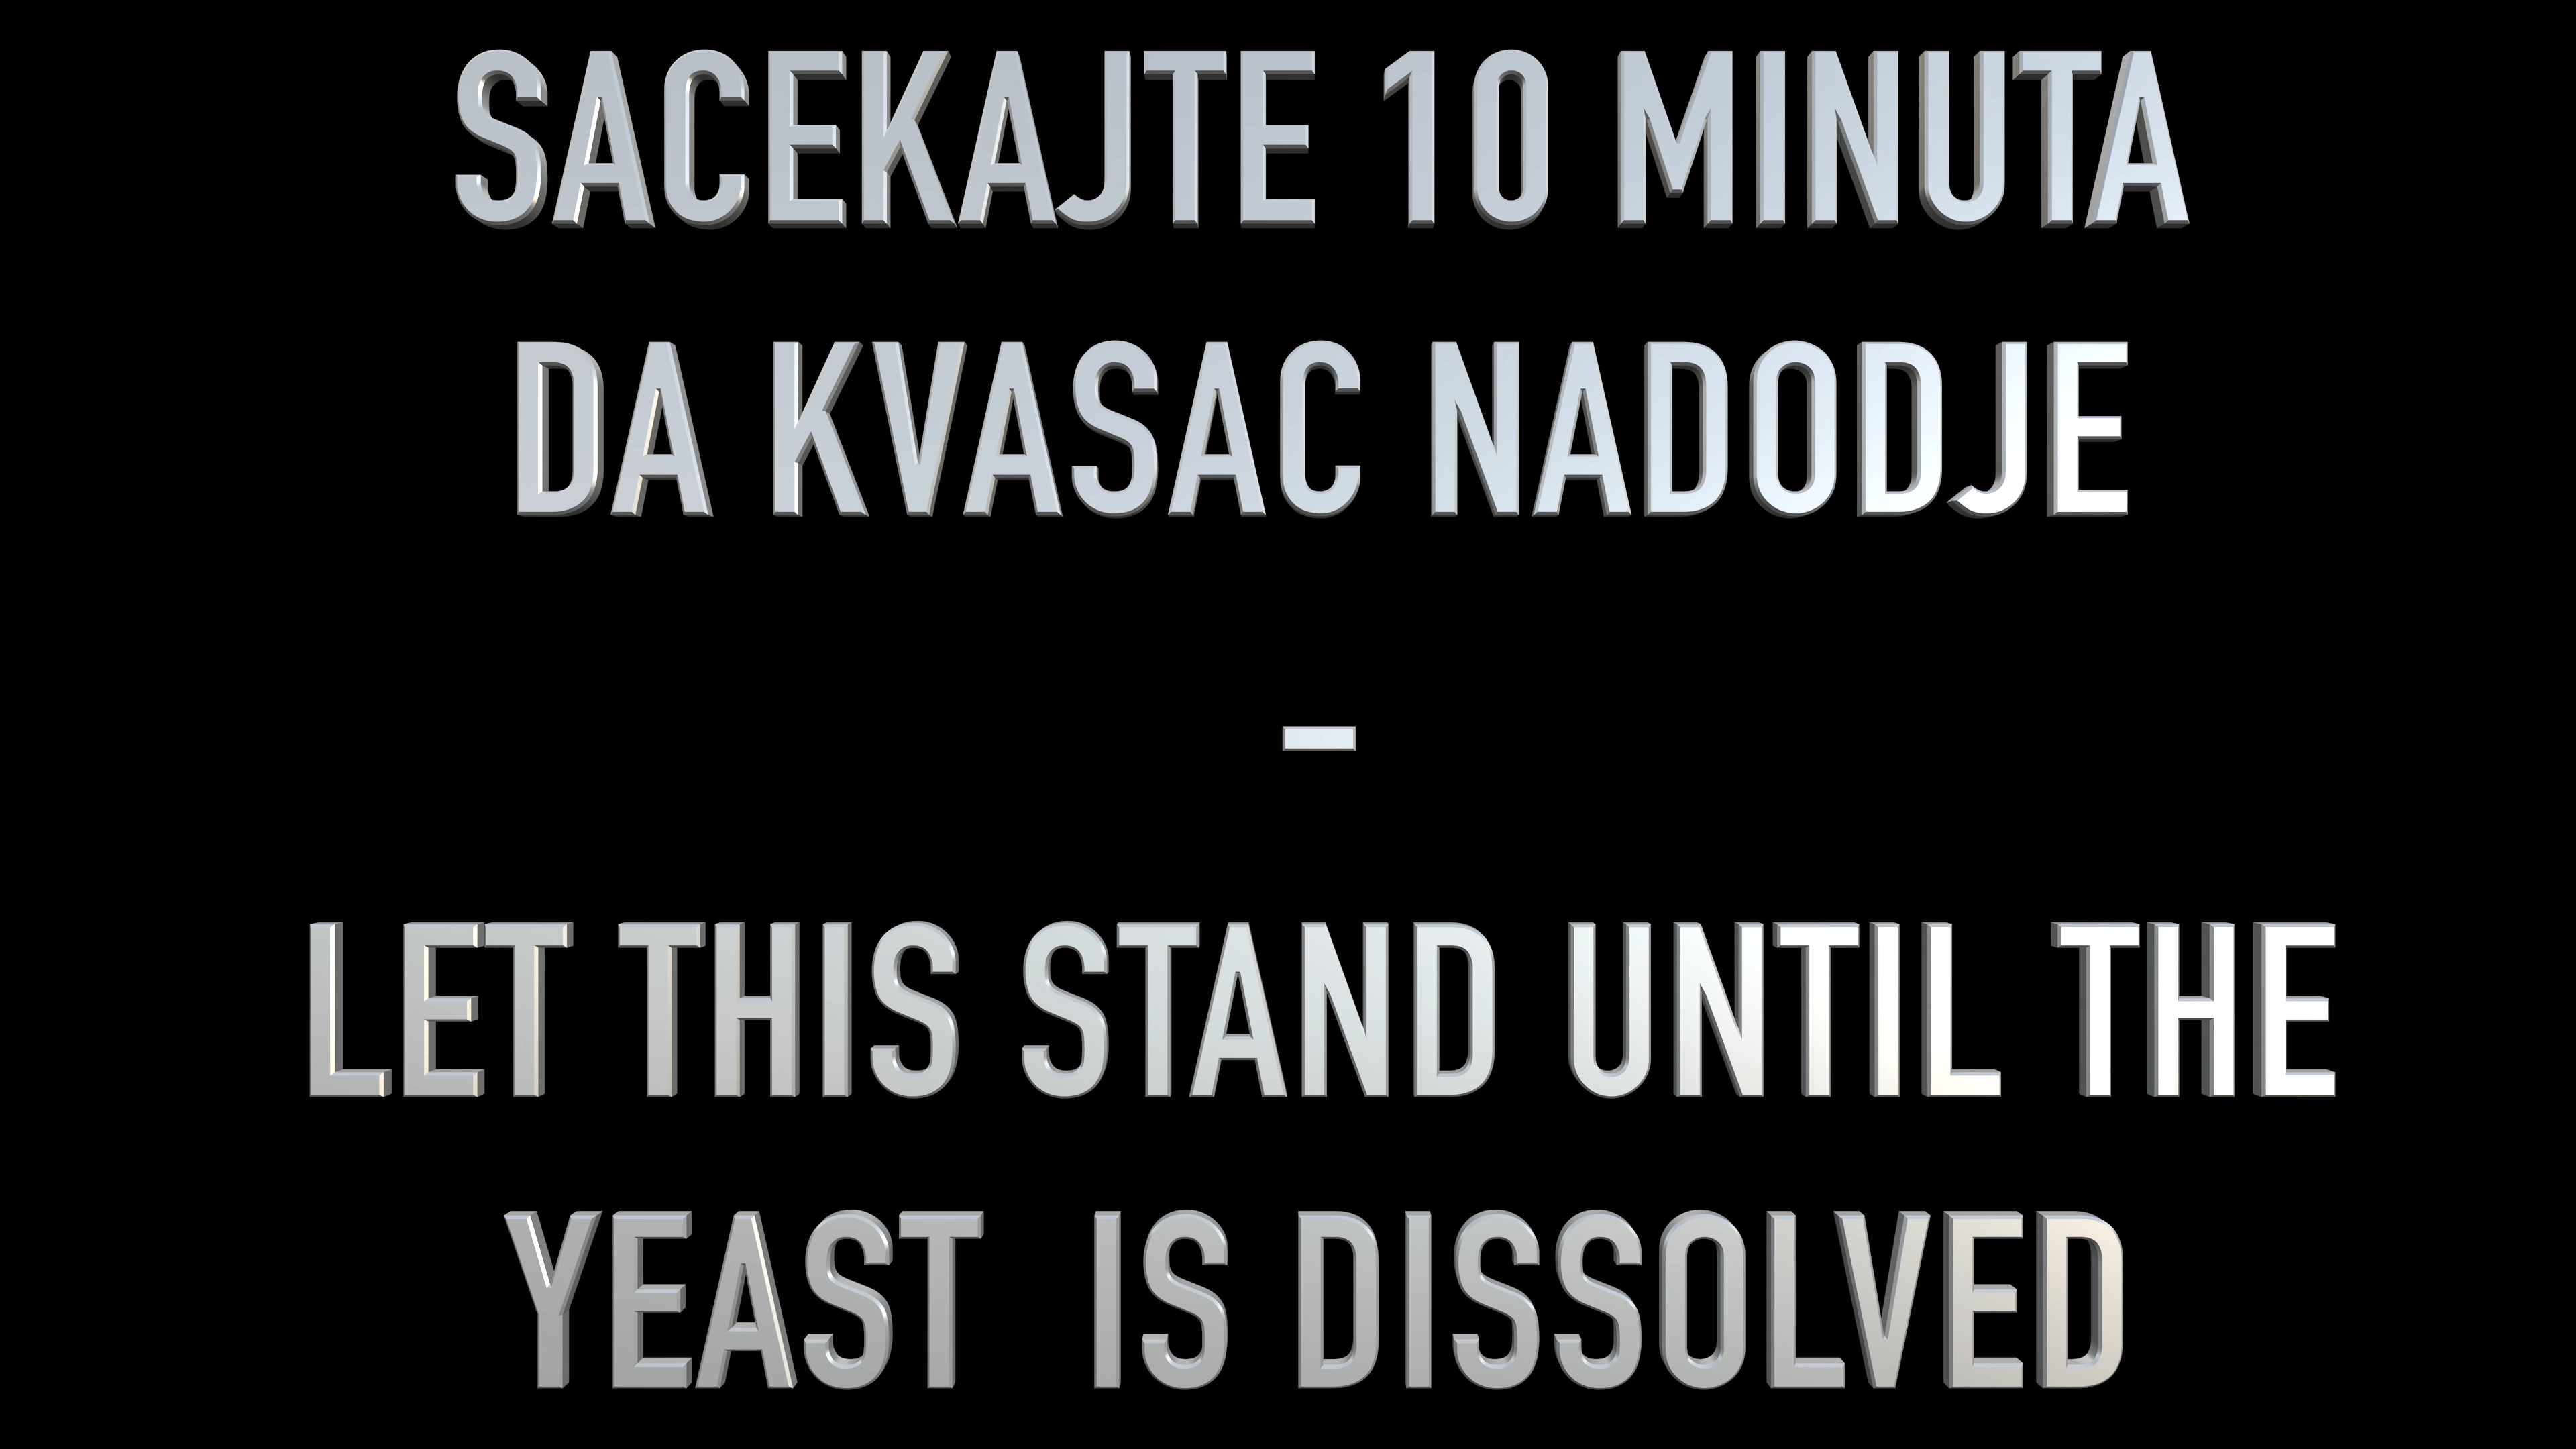 SACEKAJTE 10 MINUTA
DA KVASAC NADODJE
-
LET THIS STAND UNTIL THE
YEAST  IS DISSOLVED